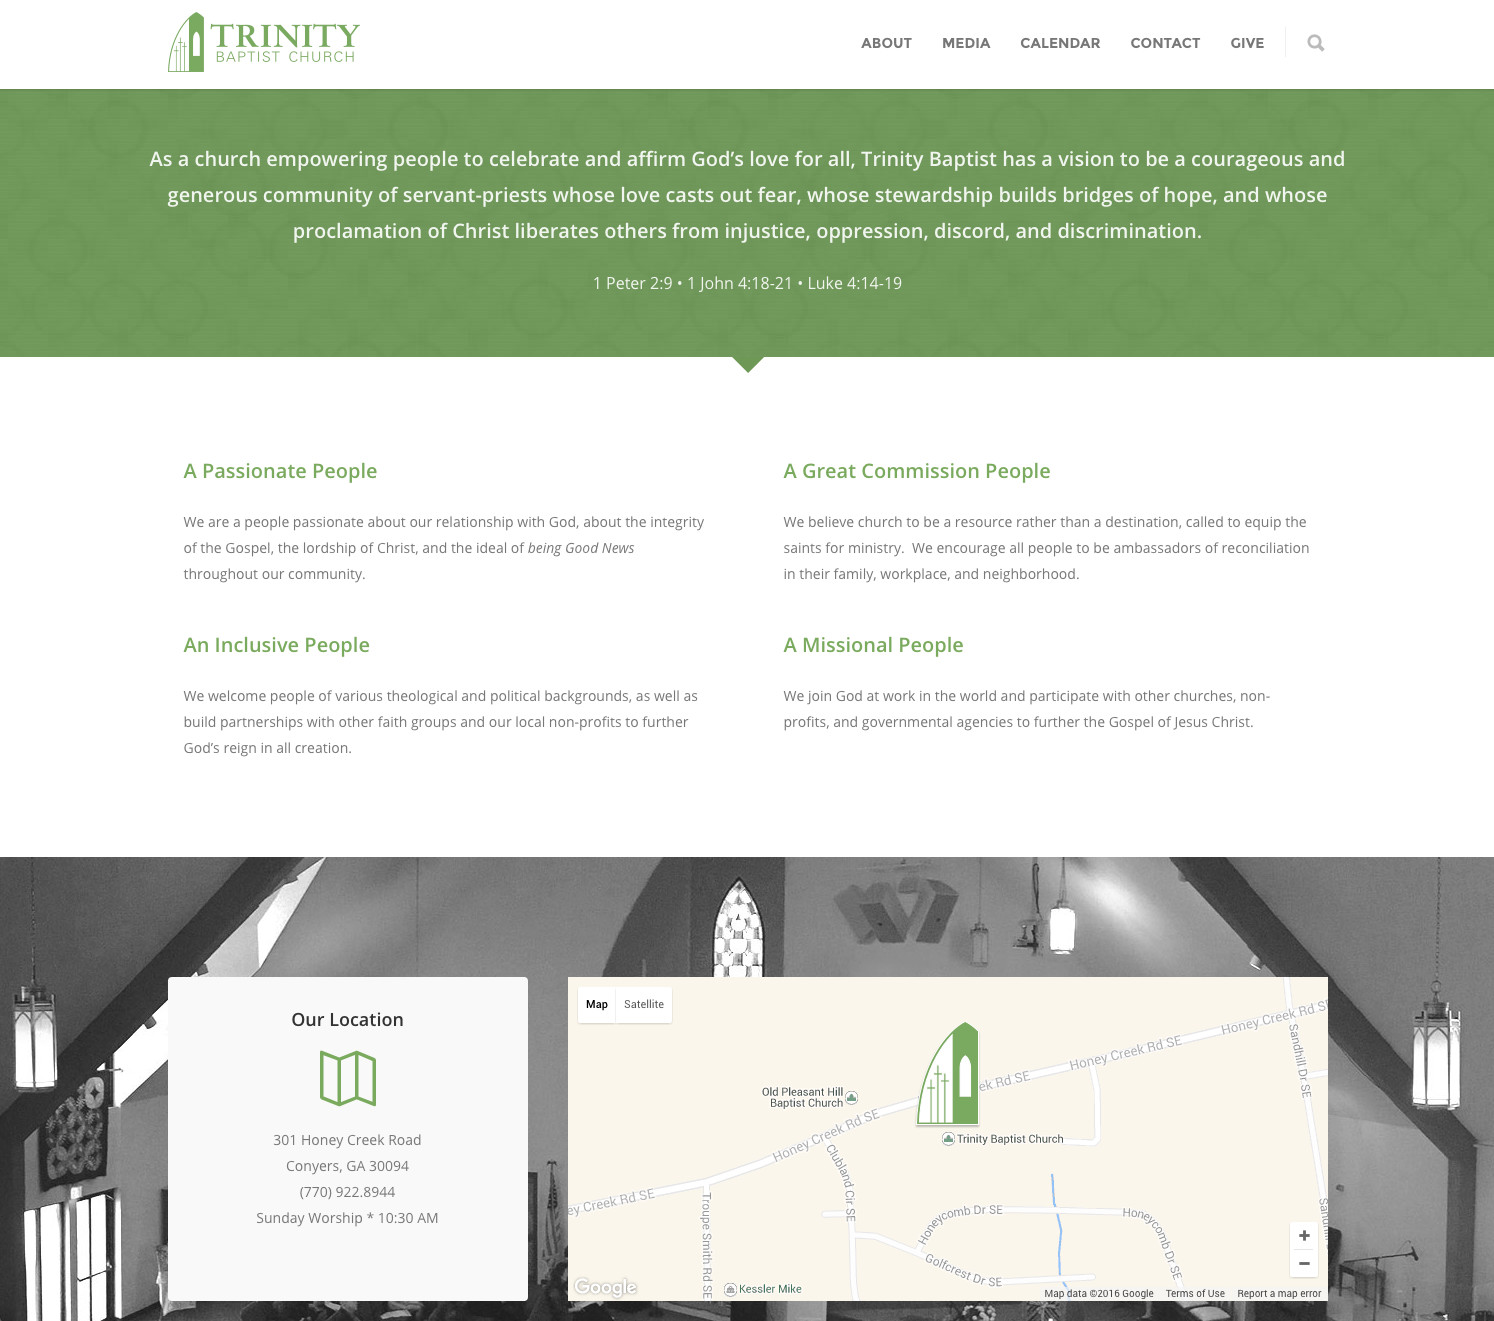 TRINITY
BAPTIST CHURCH
ABOUT MEDIA CALENDAR CONTACT GIVE
As a church empowering people to celebrate and affirm God's love for all, Trinity Baptist has a vision to be a courageous and
generous community of servant-priests whose love casts out fear, whose stewardship builds bridges of hope, and whose
proclamation of Christ liberates others from injustice, oppression, discord, and discrimination.
1 Peter 2:9 • 1 John 4:18-21 • Luke 4:14-19
A Passionate People
We are a people passionate about our relationship with God, about the integrity
of the Gospel, the lordship of Christ, and the ideal of being Good News
throughout our community.
A Great Commission People
We believe church to be a resource rather than a destination, called to equip the
saints for ministry.  We encourage all people to be ambassadors of reconciliation
in their family, workplace, and neighborhood.
An Inclusive People
We welcome people of various theological and political backgrounds, as well as
build partnerships with other faith groups and our local non-profits to further
God's reign in all creation.
A Missional People
We join God at work in the world and participate with other churches, non-
profits, and governmental agencies to further the Gospel of Jesus Christ.
Our Location
301 Honey Creek Road
Conyers, GA 30094
(770) 922.8944
Sunday Worship * 10:30 AM
Map Satellite
Honey Creek Rd S
Sandhill Dr SE
Honey Creek Rd SE
ek Rd SE
Old Pleasant Hill
Baptist Church
Honey Creek Rd SE
Trinity Baptist Church
Clubland Cir SE
ey Creek Rd SE
Troupe Smith Rd SE
Honeycomb Dr SE
Honeycomb Dr SE
Golfcrest Dr SE
+
−
Google
Kessler Mike
Map data ©2016 Google Terms of Use Report a map error